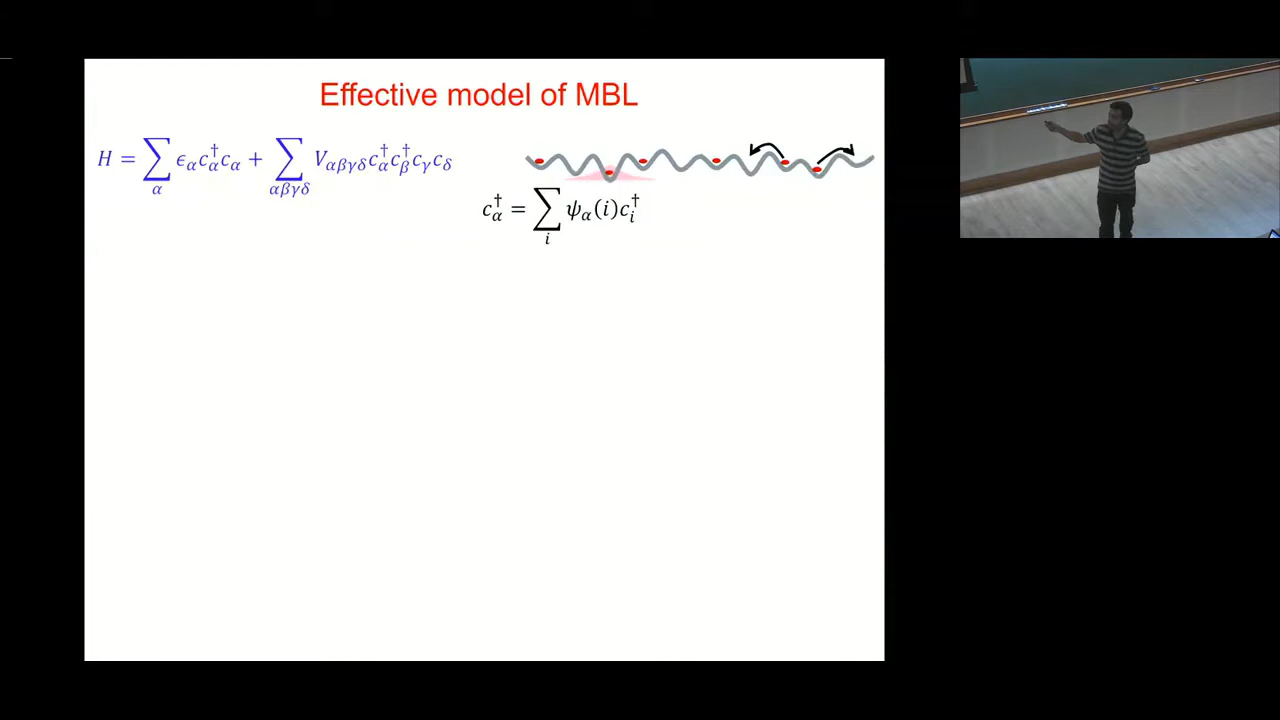 Effective model of MBL
H = ∑_α ϵ_α c_α^† c_α + ∑_{αβγδ} V_{αβγδ} c_α^† c_β^† c_γ c_δ
c_α^† = ∑_i ψ_α(i) c_i^†